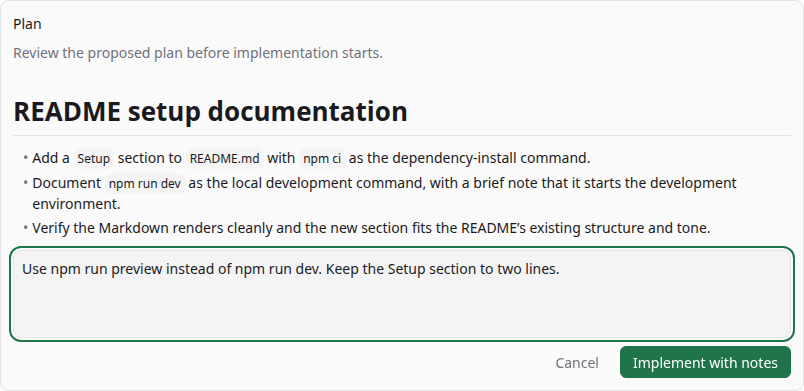 Plan
Review the proposed plan before implementation starts.
README setup documentation
• Add a Setup section to README.md with npm ci as the dependency-install command.
• Document npm run dev as the local development command, with a brief note that it starts the development
environment.
• Verify the Markdown renders cleanly and the new section fits the README’s existing structure and tone.
Use npm run preview instead of npm run dev. Keep the Setup section to two lines.
Cancel Implement with notes